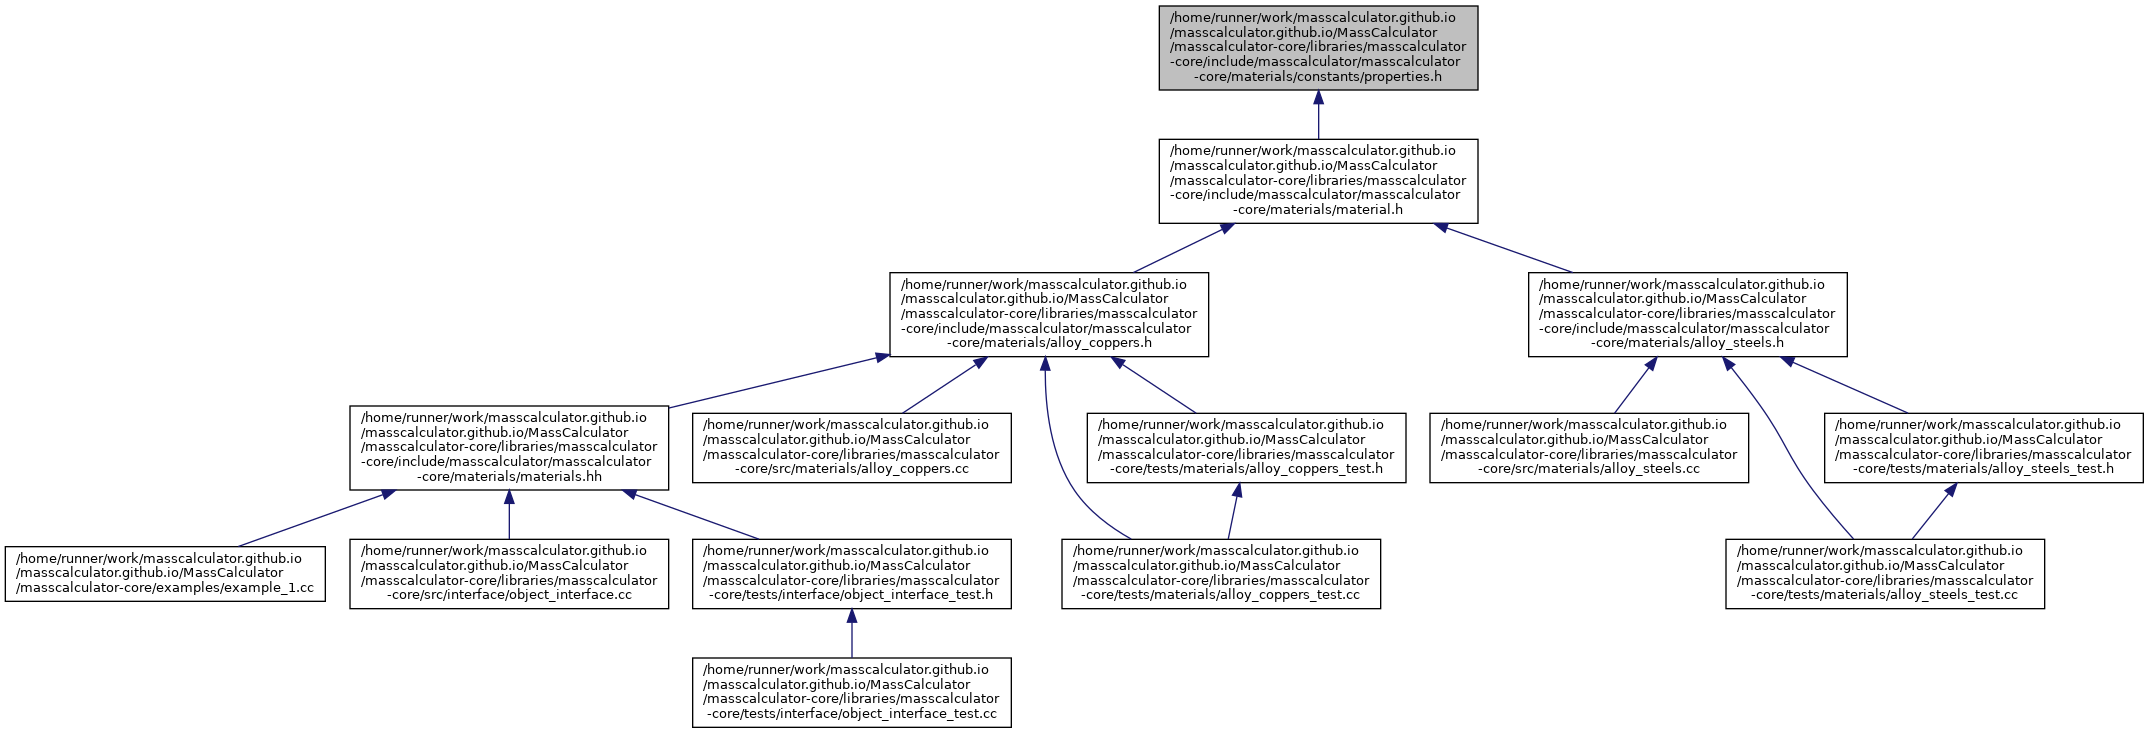 /home/runner/work/masscalculator.github.io
/masscalculator.github.io/MassCalculator
/masscalculator-core/libraries/masscalculator
-core/include/masscalculator/masscalculator
-core/materials/constants/properties.h
/home/runner/work/masscalculator.github.io
/masscalculator.github.io/MassCalculator
/masscalculator-core/libraries/masscalculator
-core/include/masscalculator/masscalculator
-core/materials/material.h
/home/runner/work/masscalculator.github.io
/masscalculator.github.io/MassCalculator
/masscalculator-core/libraries/masscalculator
-core/include/masscalculator/masscalculator
-core/materials/alloy_coppers.h
/home/runner/work/masscalculator.github.io
/masscalculator.github.io/MassCalculator
/masscalculator-core/libraries/masscalculator
-core/include/masscalculator/masscalculator
-core/materials/alloy_steels.h
/home/runner/work/masscalculator.github.io
/masscalculator.github.io/MassCalculator
/masscalculator-core/libraries/masscalculator
-core/include/masscalculator/masscalculator
-core/materials/materials.hh
/home/runner/work/masscalculator.github.io
/masscalculator.github.io/MassCalculator
/masscalculator-core/libraries/masscalculator
-core/src/materials/alloy_coppers.cc
/home/runner/work/masscalculator.github.io
/masscalculator.github.io/MassCalculator
/masscalculator-core/libraries/masscalculator
-core/tests/materials/alloy_coppers_test.h
/home/runner/work/masscalculator.github.io
/masscalculator.github.io/MassCalculator
/masscalculator-core/libraries/masscalculator
-core/src/materials/alloy_steels.cc
/home/runner/work/masscalculator.github.io
/masscalculator.github.io/MassCalculator
/masscalculator-core/libraries/masscalculator
-core/tests/materials/alloy_steels_test.h
/home/runner/work/masscalculator.github.io
/masscalculator.github.io/MassCalculator
/masscalculator-core/examples/example_1.cc
/home/runner/work/masscalculator.github.io
/masscalculator.github.io/MassCalculator
/masscalculator-core/libraries/masscalculator
-core/src/interface/object_interface.cc
/home/runner/work/masscalculator.github.io
/masscalculator.github.io/MassCalculator
/masscalculator-core/libraries/masscalculator
-core/tests/interface/object_interface_test.h
/home/runner/work/masscalculator.github.io
/masscalculator.github.io/MassCalculator
/masscalculator-core/libraries/masscalculator
-core/tests/materials/alloy_coppers_test.cc
/home/runner/work/masscalculator.github.io
/masscalculator.github.io/MassCalculator
/masscalculator-core/libraries/masscalculator
-core/tests/materials/alloy_steels_test.cc
/home/runner/work/masscalculator.github.io
/masscalculator.github.io/MassCalculator
/masscalculator-core/libraries/masscalculator
-core/tests/interface/object_interface_test.cc